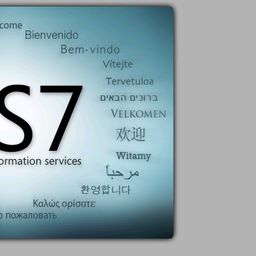 come
Bienvenido
Bem-vindo
Vítejte
Tervetuloa
ברוכים הבאים
VELKOMEN
欢迎
S7
Witamy
ormation services
مرحباً
환영합니다
Καλώς ορίσατε
о пожаловать